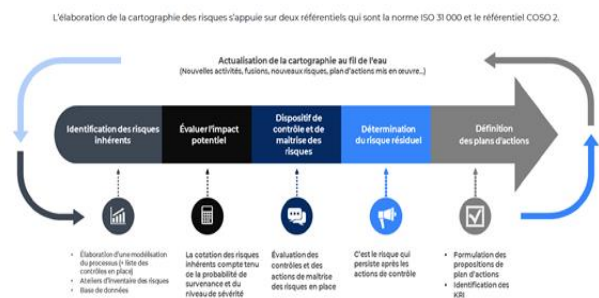 L'élaboration de la cartographie des risques s'appuie sur deux référentiels qui sont la norme ISO 31 000 et le référentiel COSO 2.
Actualisation de la cartographie au fil de l'eau
(Nouvelles activités, fusions, nouveaux risques, plan d'actions mis en œuvre...)
Identification des risques
inhérents
Évaluer l'impact
potentiel
Dispositif de
contrôle et de
maîtrise des
risques
Détermination
du risque résiduel
Définition
des plans d'actions
• Élaboration d'une modélisation
du processus (+ liste des
contrôles en place)
• Ateliers d'inventaire des risques
• Base de données
La cotation des risques
inhérents compte tenu
de la probabilité de
survenance et du
niveau de sévérité
Évaluation des
contrôles et des
actions de maîtrise
des risques en place
C'est le risque qui
persiste après les
actions de contrôle
• Formulation des
propositions de
plan d'actions
• Identification des
KRI